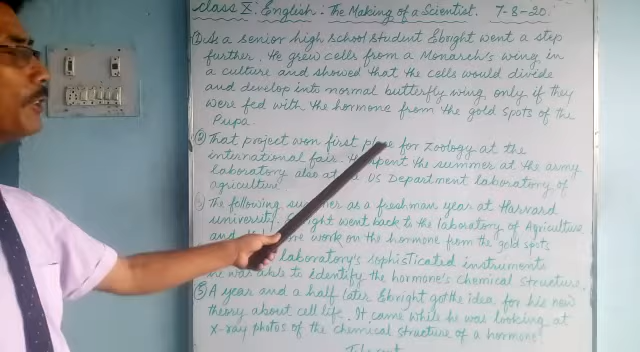 Class X: English: The Making of a Scientist. 7-8-20.
① As a senior high school student Ebright went a step
further. He grew cells from a Monarch's wing in
a culture and showed that the cells would divide
and develop into normal butterfly wing only if they
were fed with the hormone from the gold spots of the
Pupa.
② That project won first place for Zoology at the
international fair. He spent the summer at the army
laboratory also at US Department laboratory of
agriculture.
The following summer as a freshman year at Harvard
university. Ebright went back to the laboratory of Agriculture
and more work on the hormone from the gold spots
laboratory's sophisticated instruments
he was able to identify the hormone's chemical structure.
③ A year and a half later Ebright got the idea for his new
theory about cell life. It came while he was looking at
X-ray photos of the chemical structure of a hormone.